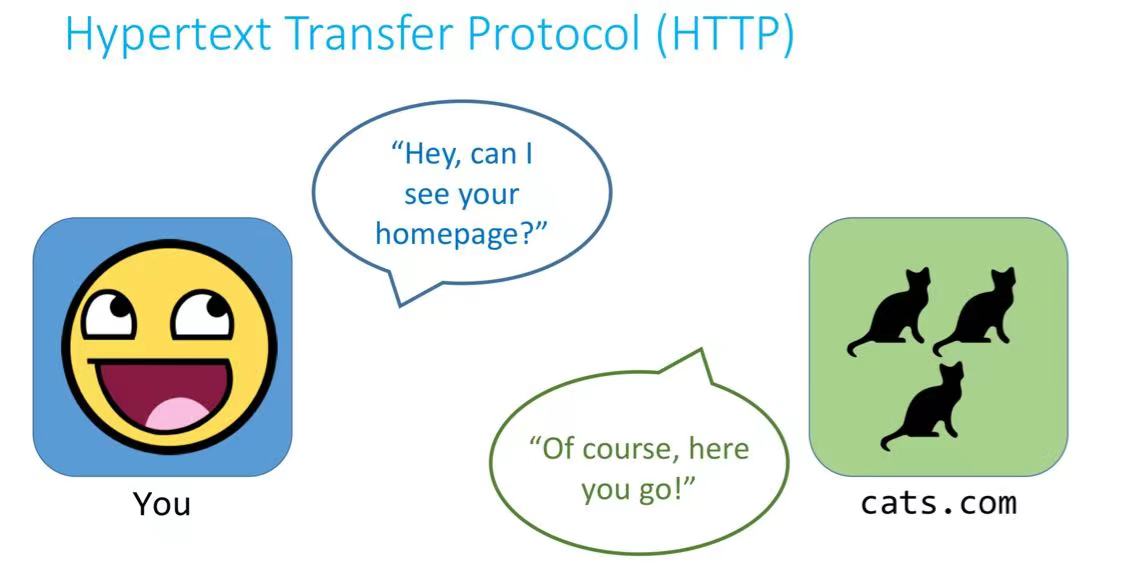 Hypertext Transfer Protocol (HTTP)
“Hey, can I
see your
homepage?”
“Of course, here
you go!”
You
cats.com